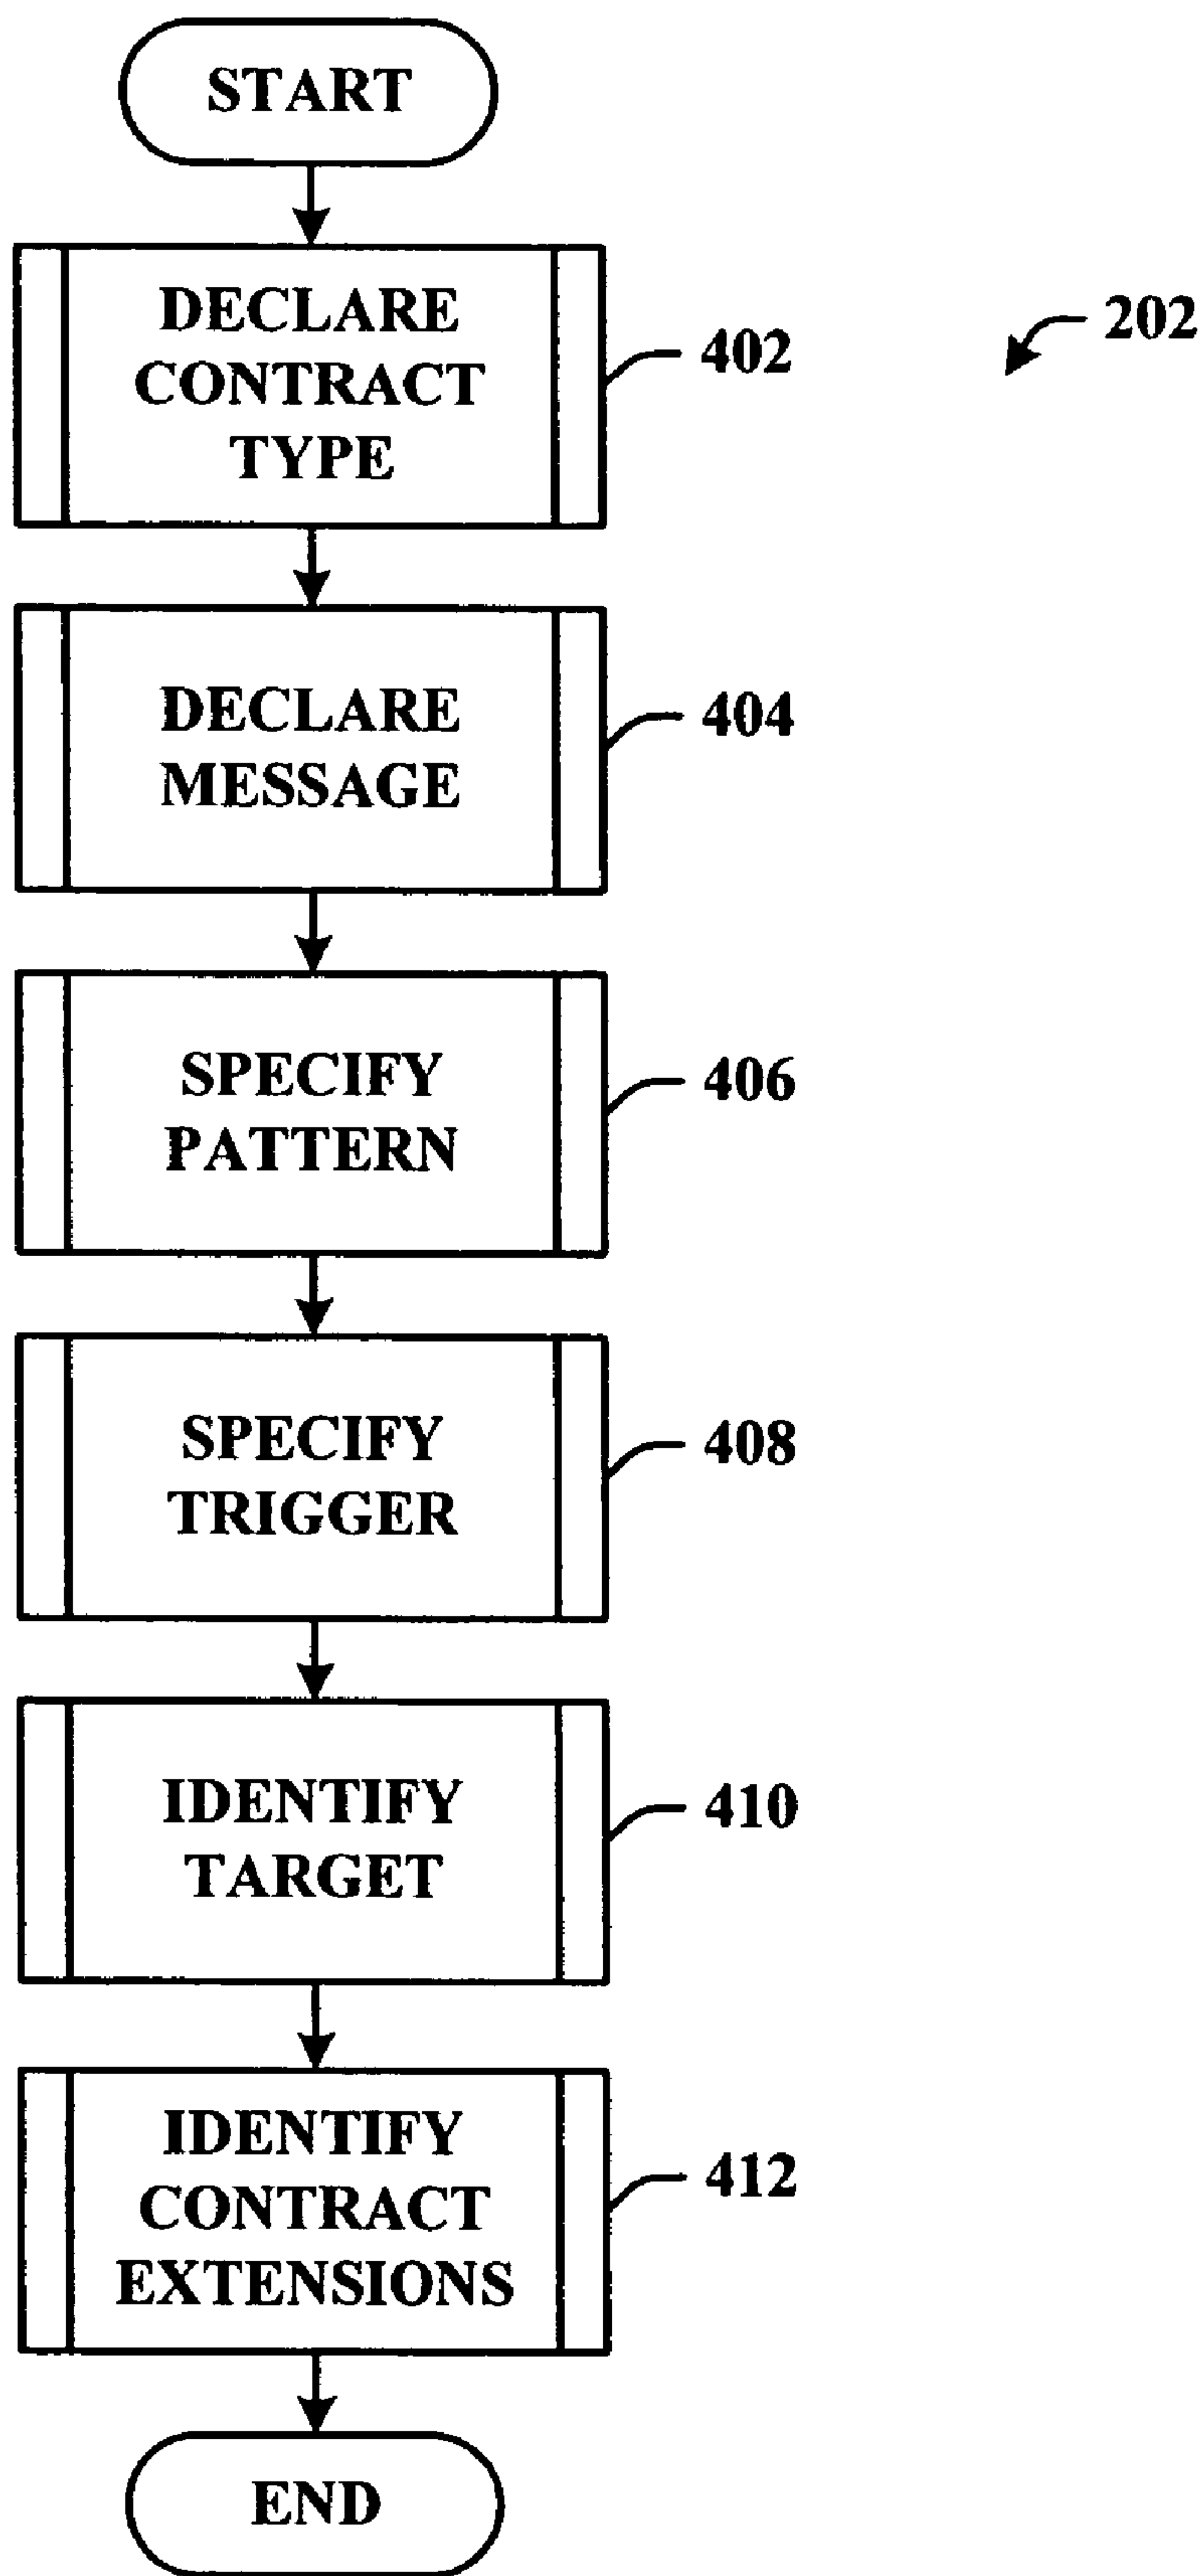 START
DECLARE
CONTRACT
TYPE
402
202
DECLARE
MESSAGE
404
SPECIFY
PATTERN
406
SPECIFY
TRIGGER
408
IDENTIFY
TARGET
410
IDENTIFY
CONTRACT
EXTENSIONS
412
END